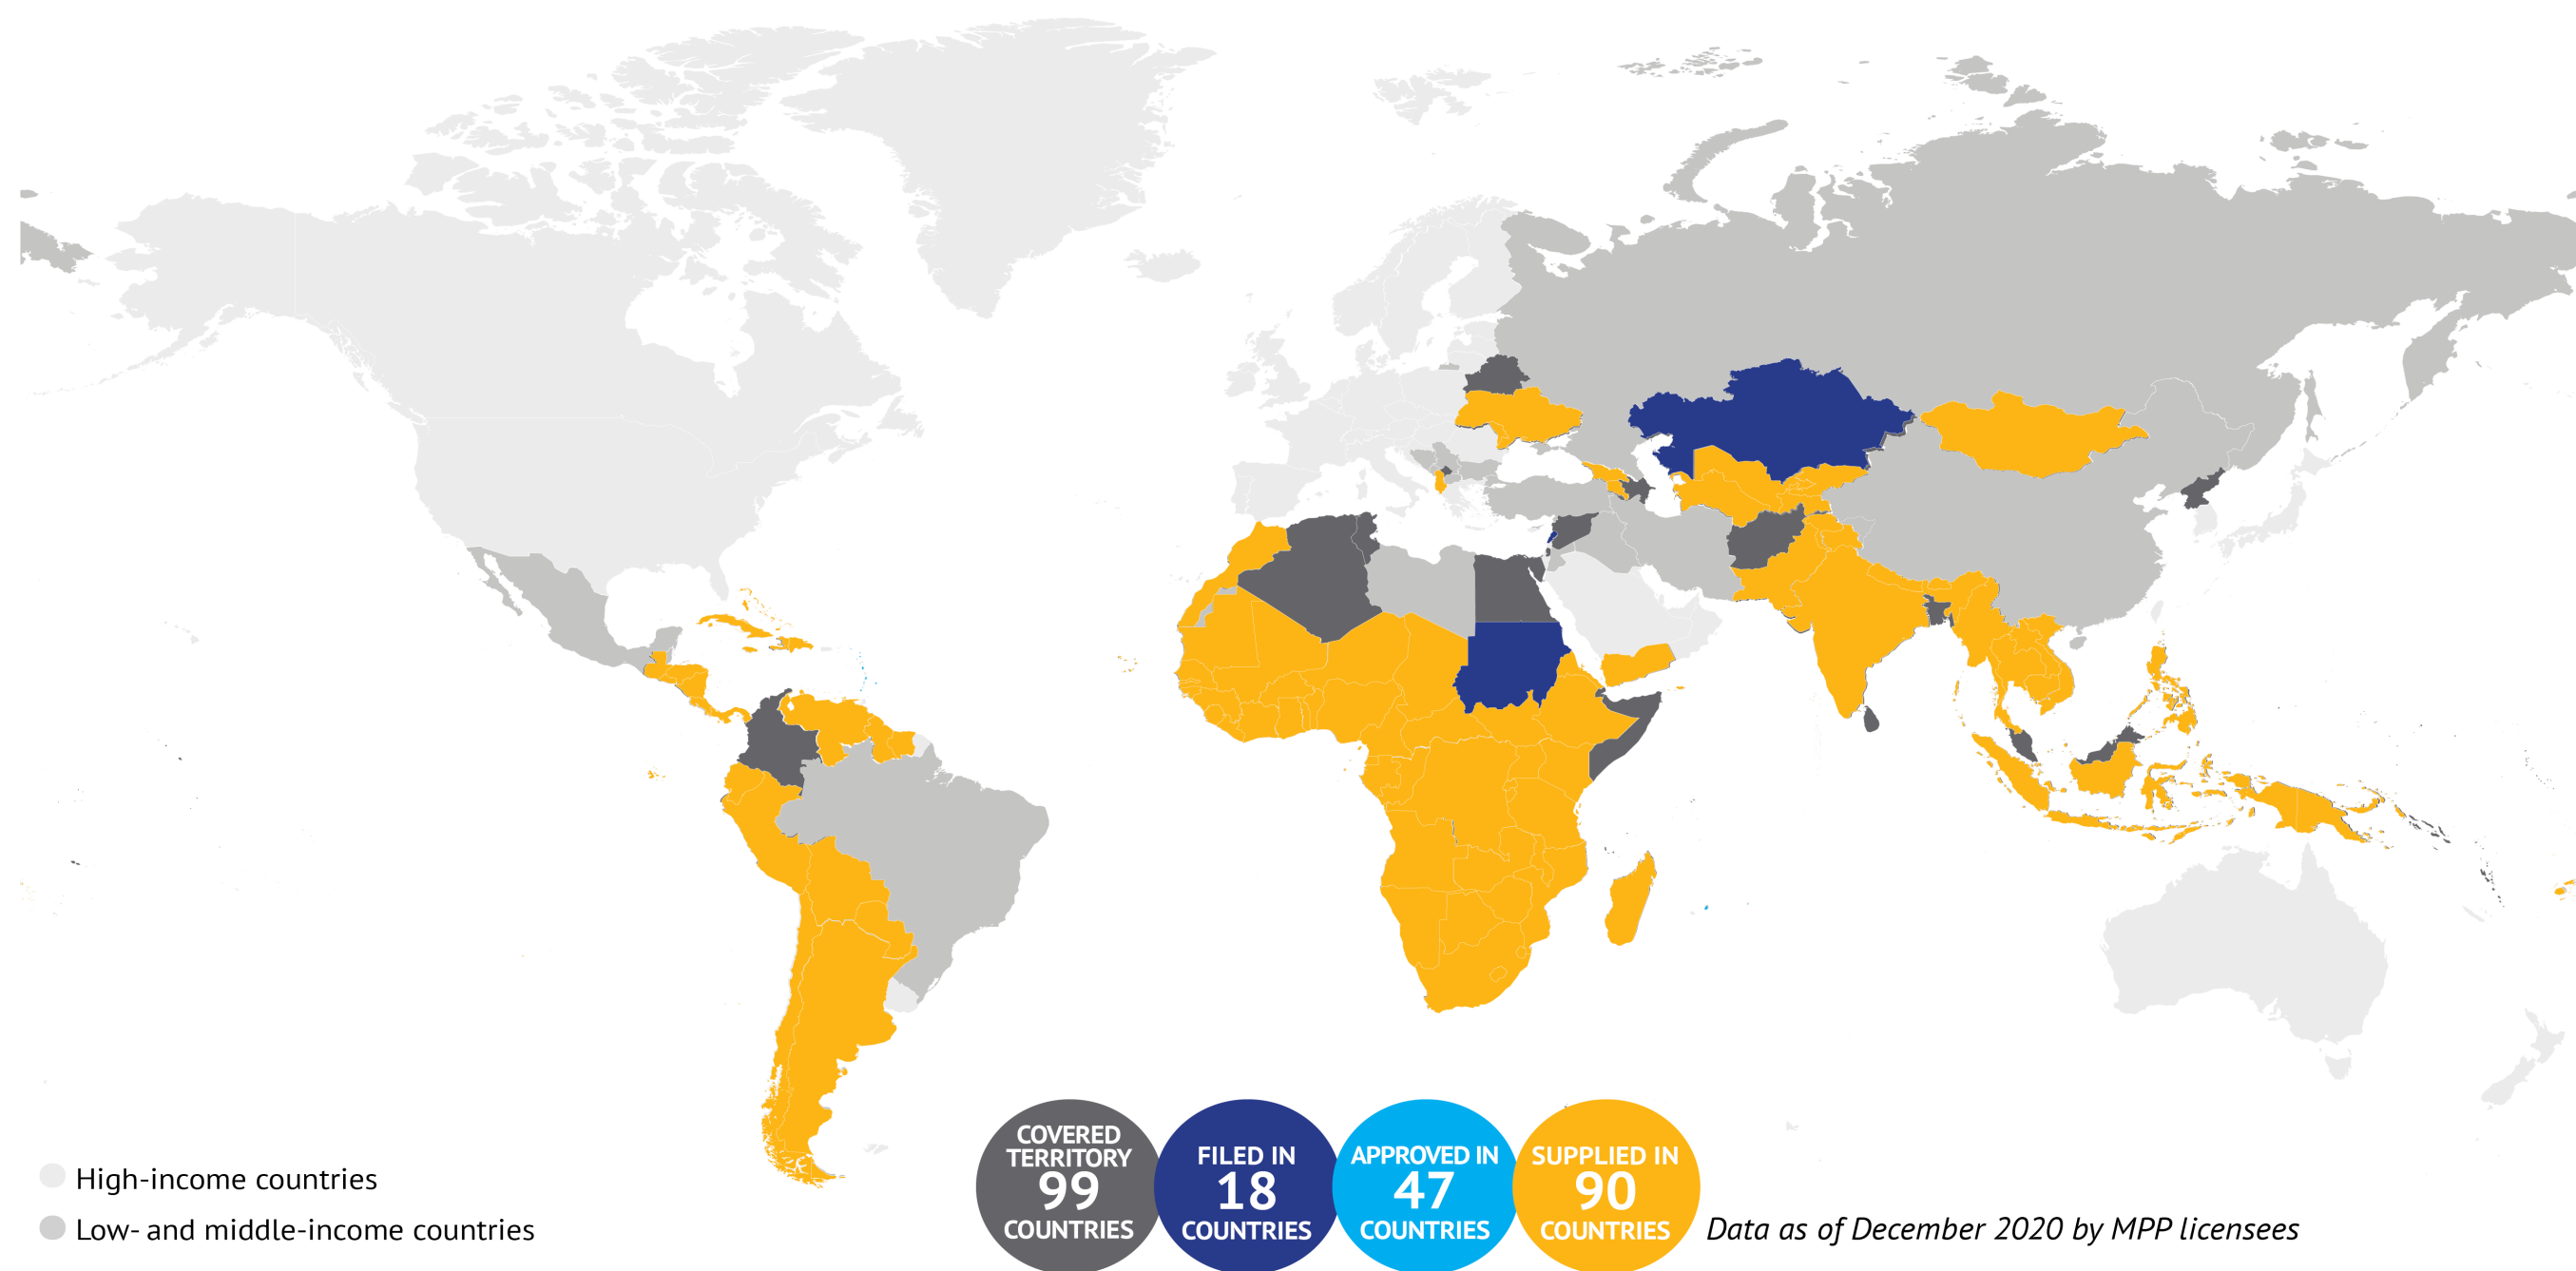 High-income countries
Low- and middle-income countries
COVERED
TERRITORY
99
COUNTRIES
FILED IN
18
COUNTRIES
APPROVED IN
47
COUNTRIES
SUPPLIED IN
90
COUNTRIES
Data as of December 2020 by MPP licensees